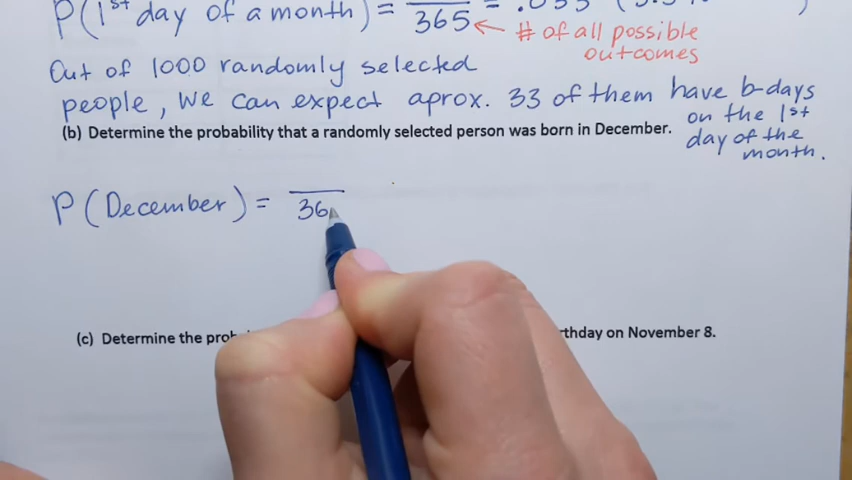 P(1st day of a month) = /365 = .033
← # of all possible
outcomes
Out of 1000 randomly selected
people, we can expect aprox. 33 of them have b-days
on the 1st
day of the
month.
(b) Determine the probability that a randomly selected person was born in December.
P(December) = /36
(c) Determine the rthday on November 8.